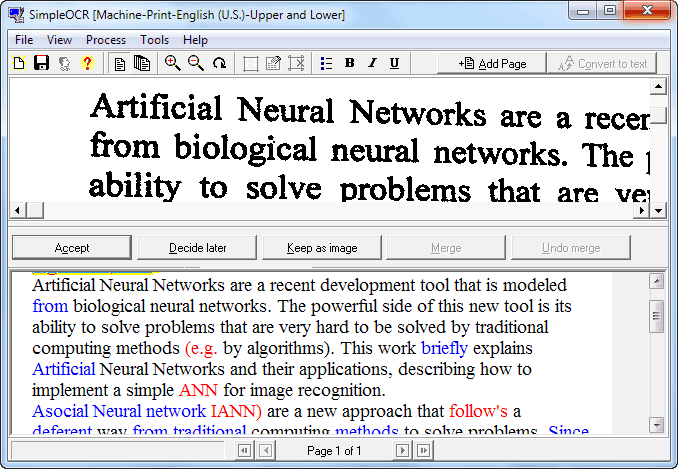 SimpleOCR [Machine-Print-English (U.S.)-Upper and Lower]
File View Process Tools Help
B I U +Add Page Convert to text
Artificial Neural Networks are a recen
from biological neural networks. The
ability to solve problems that are ve
Accept Decide later Keep as image Merge Undo merge
Artificial Neural Networks are a recent development tool that is modeled
from biological neural networks. The powerful side of this new tool is its
ability to solve problems that are very hard to be solved by traditional
computing methods (e.g. by algorithms). This work briefly explains
Artificial Neural Networks and their applications, describing how to
implement a simple ANN for image recognition.
Asocial Neural network IANN) are a new approach that follow's a
deferent way from traditional computing methods to solve problems. Since
Page 1 of 1